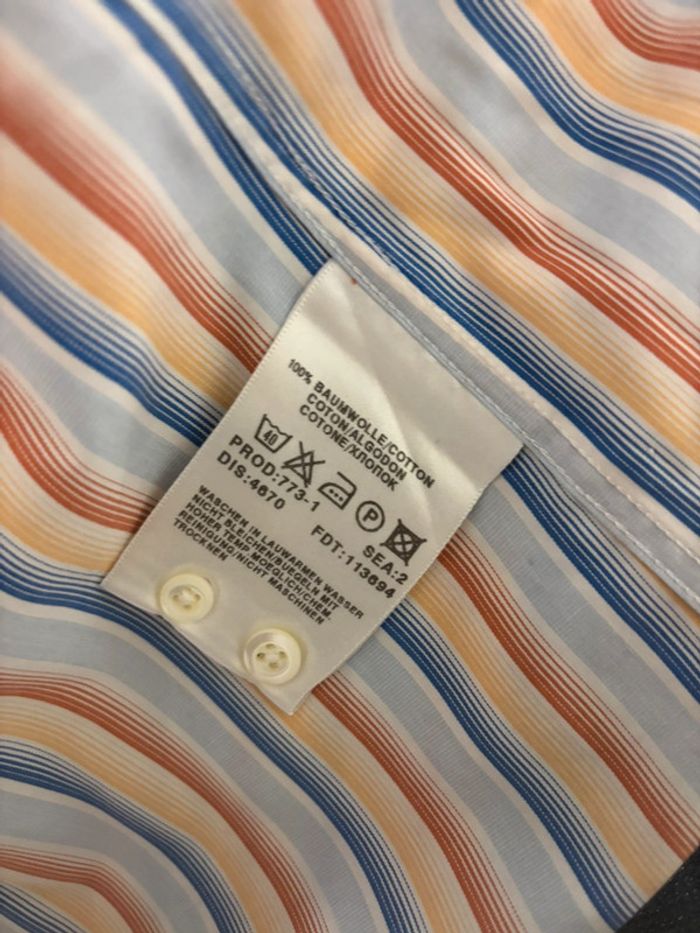 100% BAUMWOLLE/COTTON
COTON/ALGODON
COTONE/ХЛОПОК
40 P
PROD:773-1 SEA:2
DIS:4670 FDT:113694
WASCHEN IN LAUWARMEN WASSER
NICHT BLEICHEN/BUEGELN MIT
HOHER TEMP MOEGLICH/CHEM.
REINIGUNG/NICHT MASCHINEN
TROCKNEN